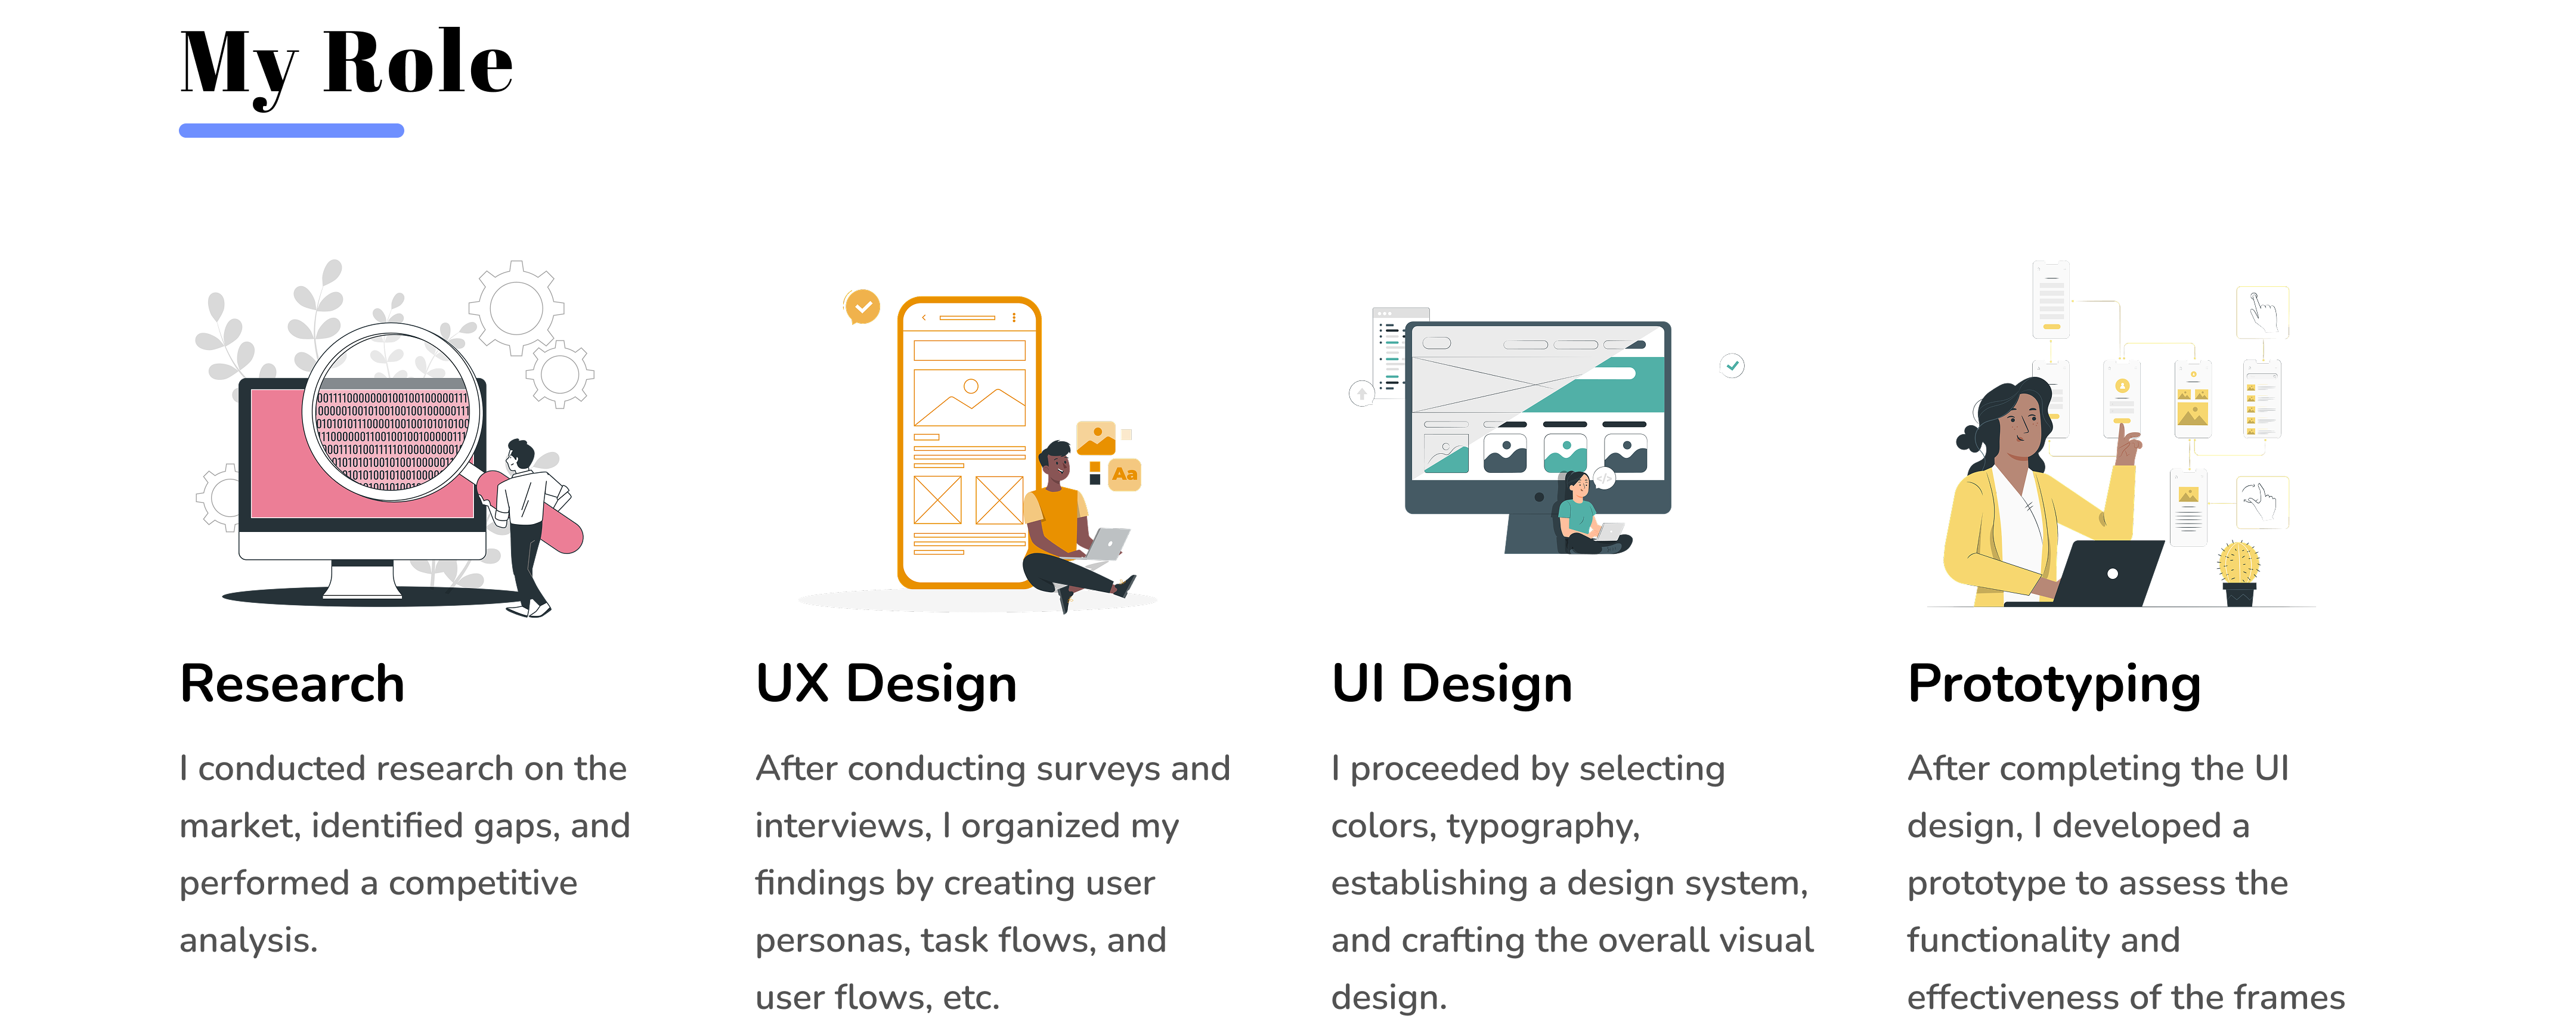 My Role
Aa
Research
I conducted research on the
market, identified gaps, and
performed a competitive
analysis.
UX Design
After conducting surveys and
interviews, I organized my
findings by creating user
personas, task flows, and
user flows, etc.
UI Design
I proceeded by selecting
colors, typography,
establishing a design system,
and crafting the overall visual
design.
Prototyping
After completing the UI
design, I developed a
prototype to assess the
functionality and
effectiveness of the frames